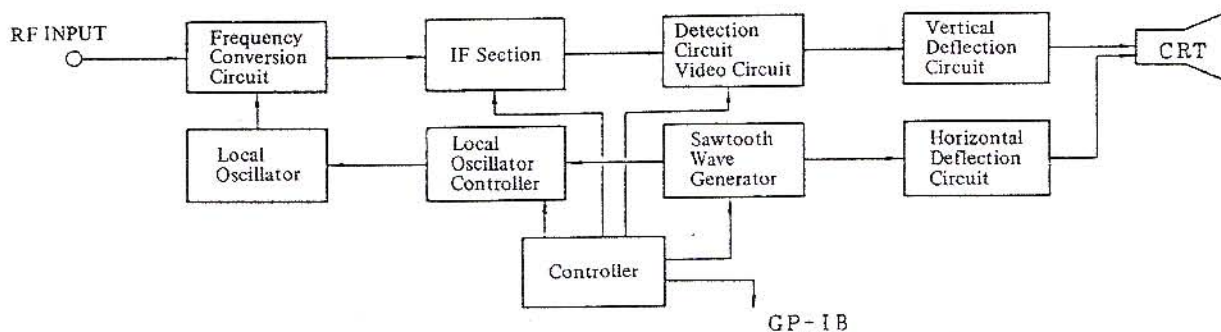 RF INPUT
Frequency
Conversion
Circuit
IF Section
Detection
Circuit
Video Circuit
Vertical
Deflection
Circuit
CRT
Local
Oscillator
Local
Oscillator
Controller
Sawtooth
Wave
Generator
Horizontal
Deflection
Circuit
Controller
GP-IB